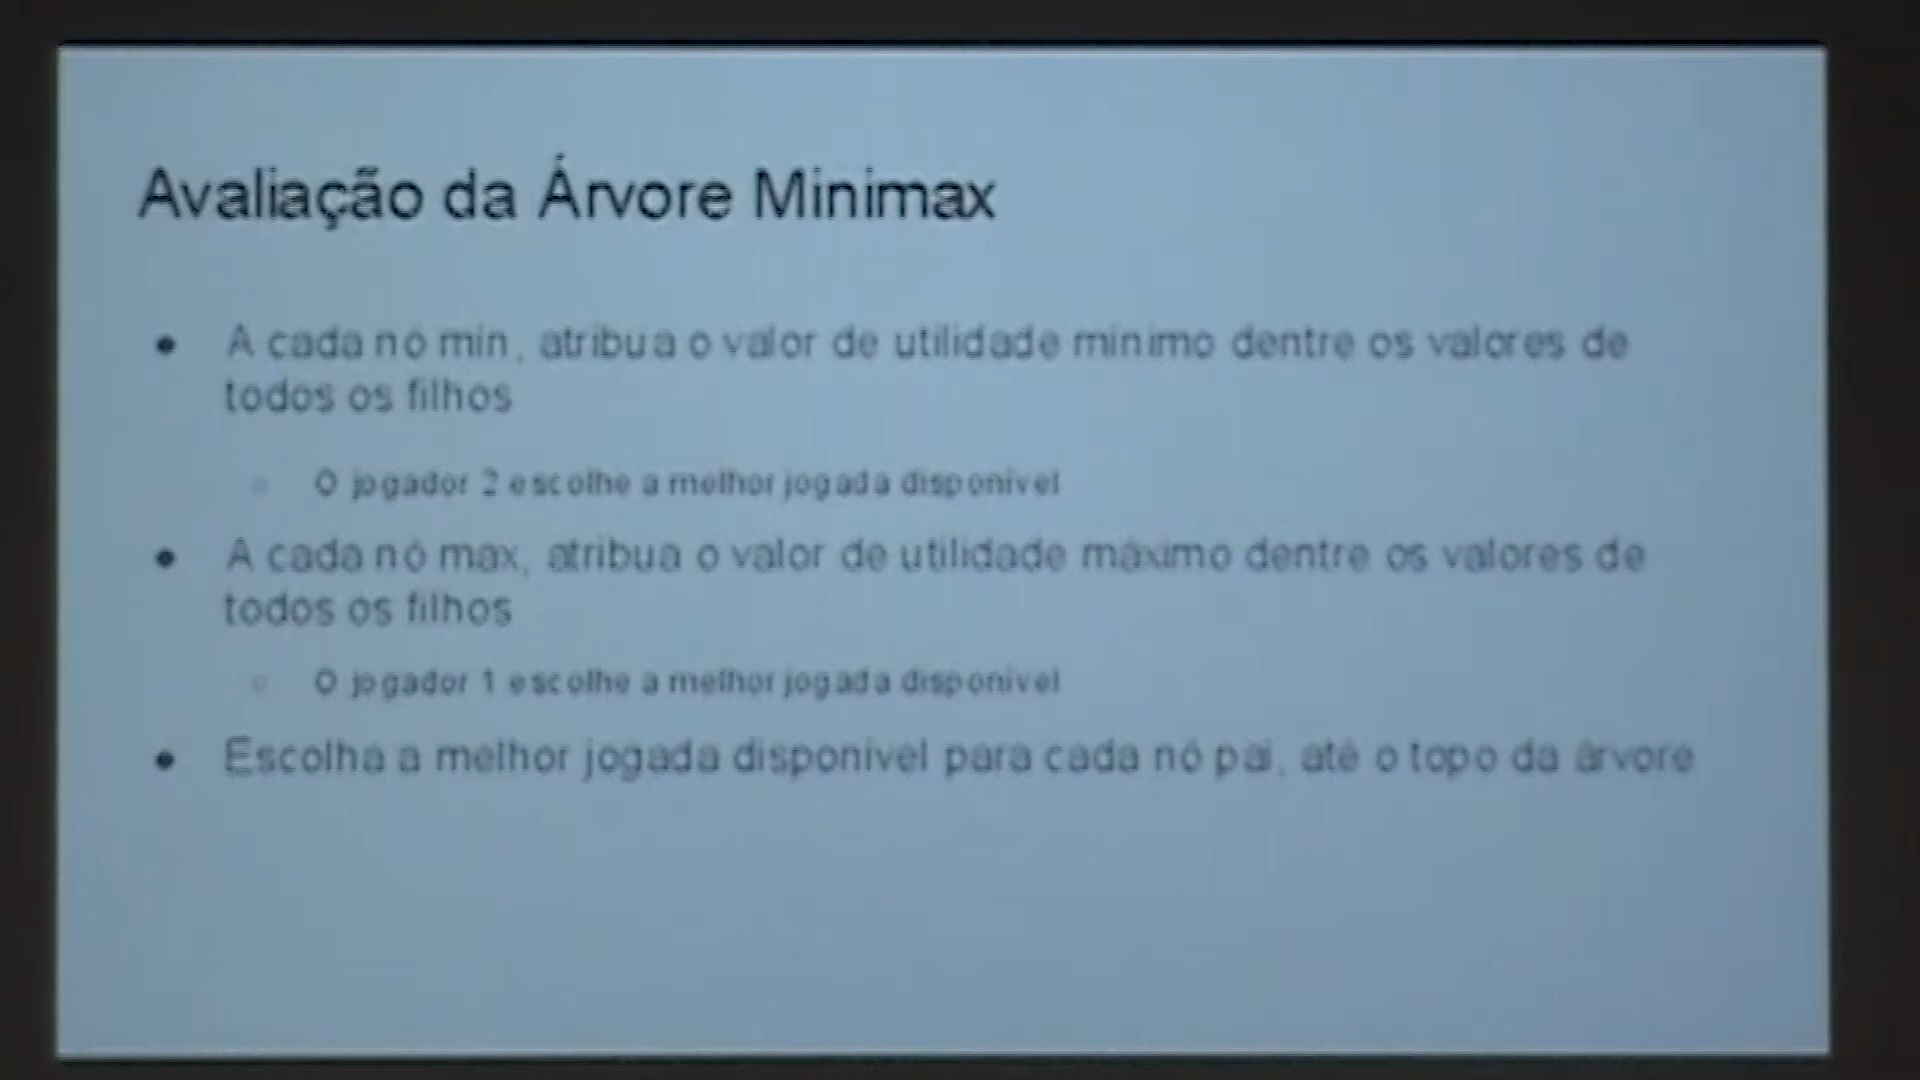 Avaliação da Árvore Minimax
A cada nó min, atribua o valor de utilidade mínimo dentre os valores de
todos os filhos
O jogador 2 escolhe a melhor jogada disponível
A cada nó max, atribua o valor de utilidade máximo dentre os valores de
todos os filhos
O jogador 1 escolhe a melhor jogada disponível
Escolha a melhor jogada disponível para cada nó pai, até o topo da árvore